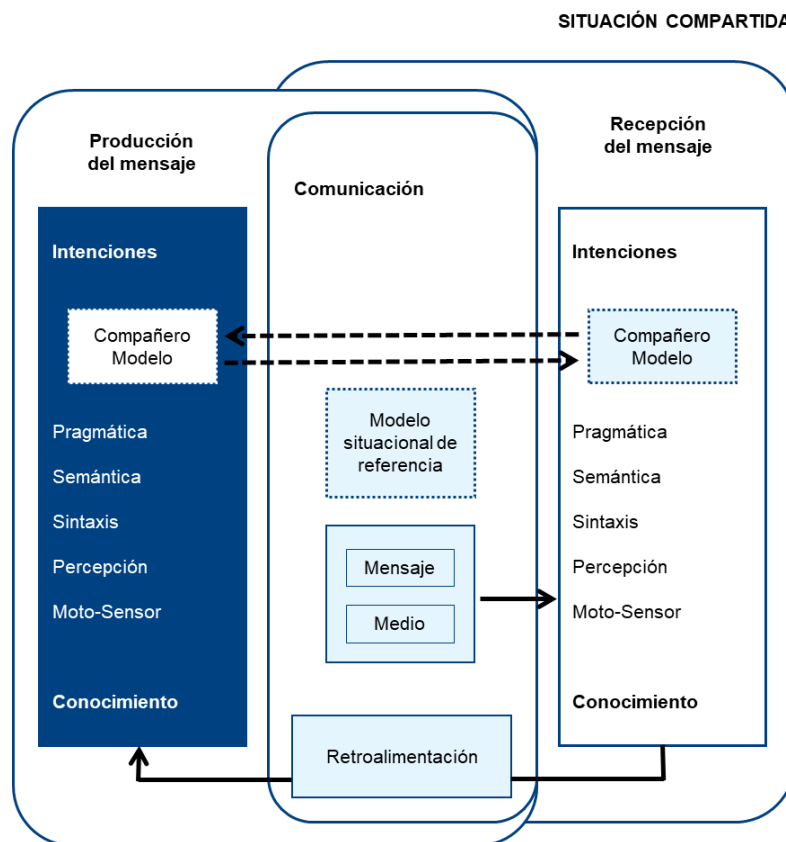 SITUACIÓN COMPARTIDA
Producción
del mensaje
Recepción
del mensaje
Comunicación
Intenciones
Compañero
Modelo
Pragmática
Semántica
Sintaxis
Percepción
Moto-Sensor
Conocimiento
Modelo
situacional de
referencia
Mensaje
Medio
Retroalimentación
Intenciones
Compañero
Modelo
Pragmática
Semántica
Sintaxis
Percepción
Moto-Sensor
Conocimiento